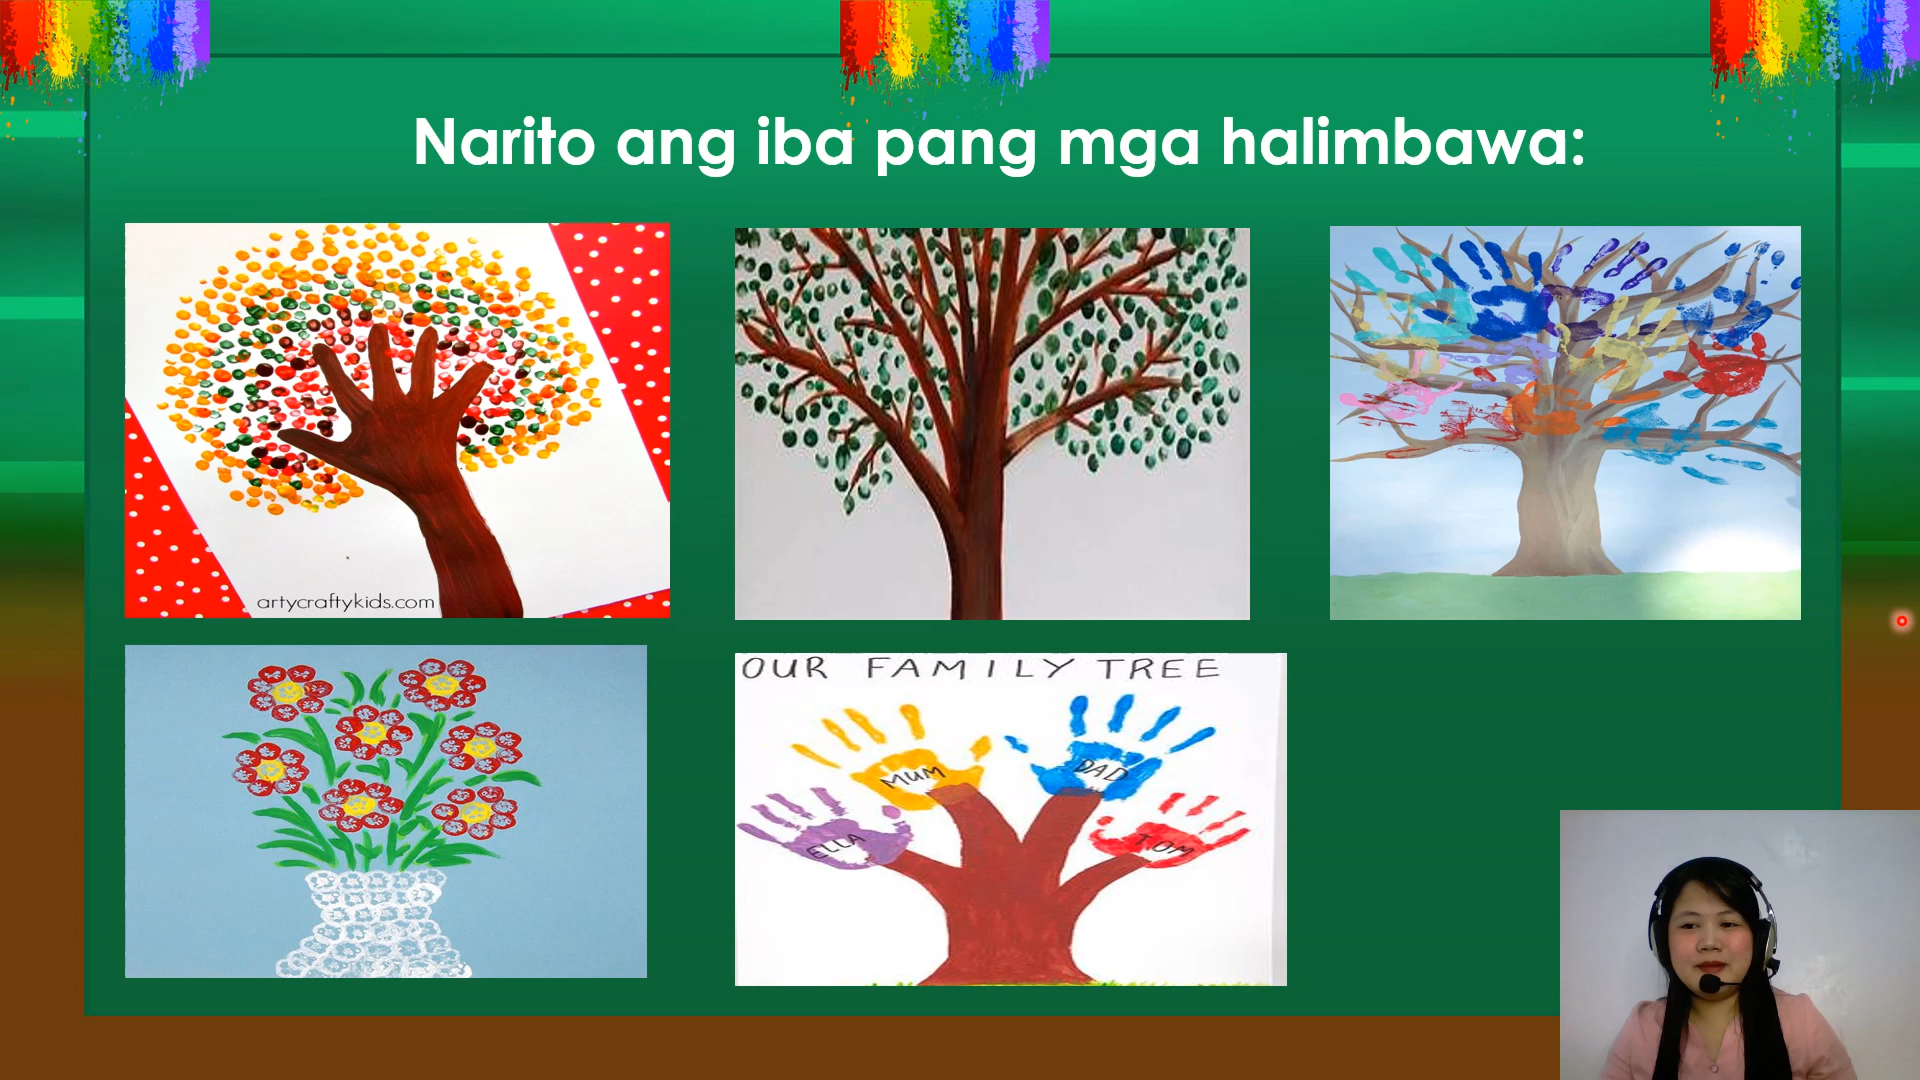 Narito ang iba pang mga halimbawa:
artycraftykids.com
OUR FAMILY TREE
MUM
DAD
ELLA
TOM